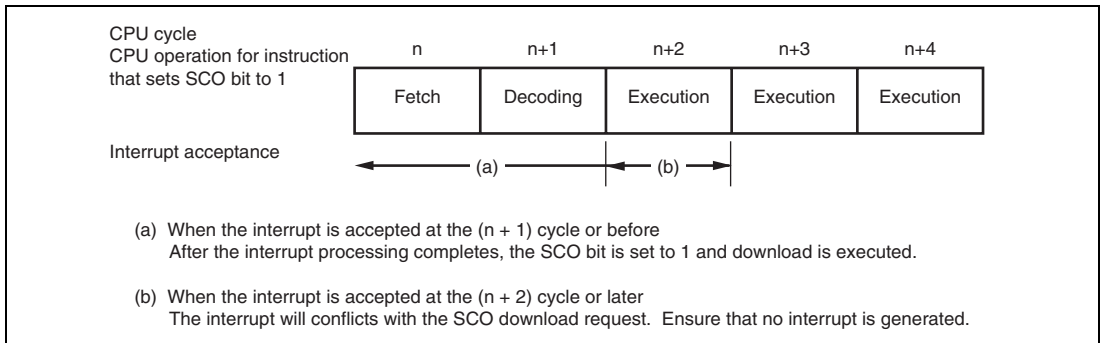 CPU cycle
n n+1 n+2 n+3 n+4
CPU operation for instruction
that sets SCO bit to 1
Fetch Decoding Execution Execution Execution
Interrupt acceptance
(a) (b)
(a) When the interrupt is accepted at the (n + 1) cycle or before
After the interrupt processing completes, the SCO bit is set to 1 and download is executed.
(b) When the interrupt is accepted at the (n + 2) cycle or later
The interrupt will conflicts with the SCO download request. Ensure that no interrupt is generated.